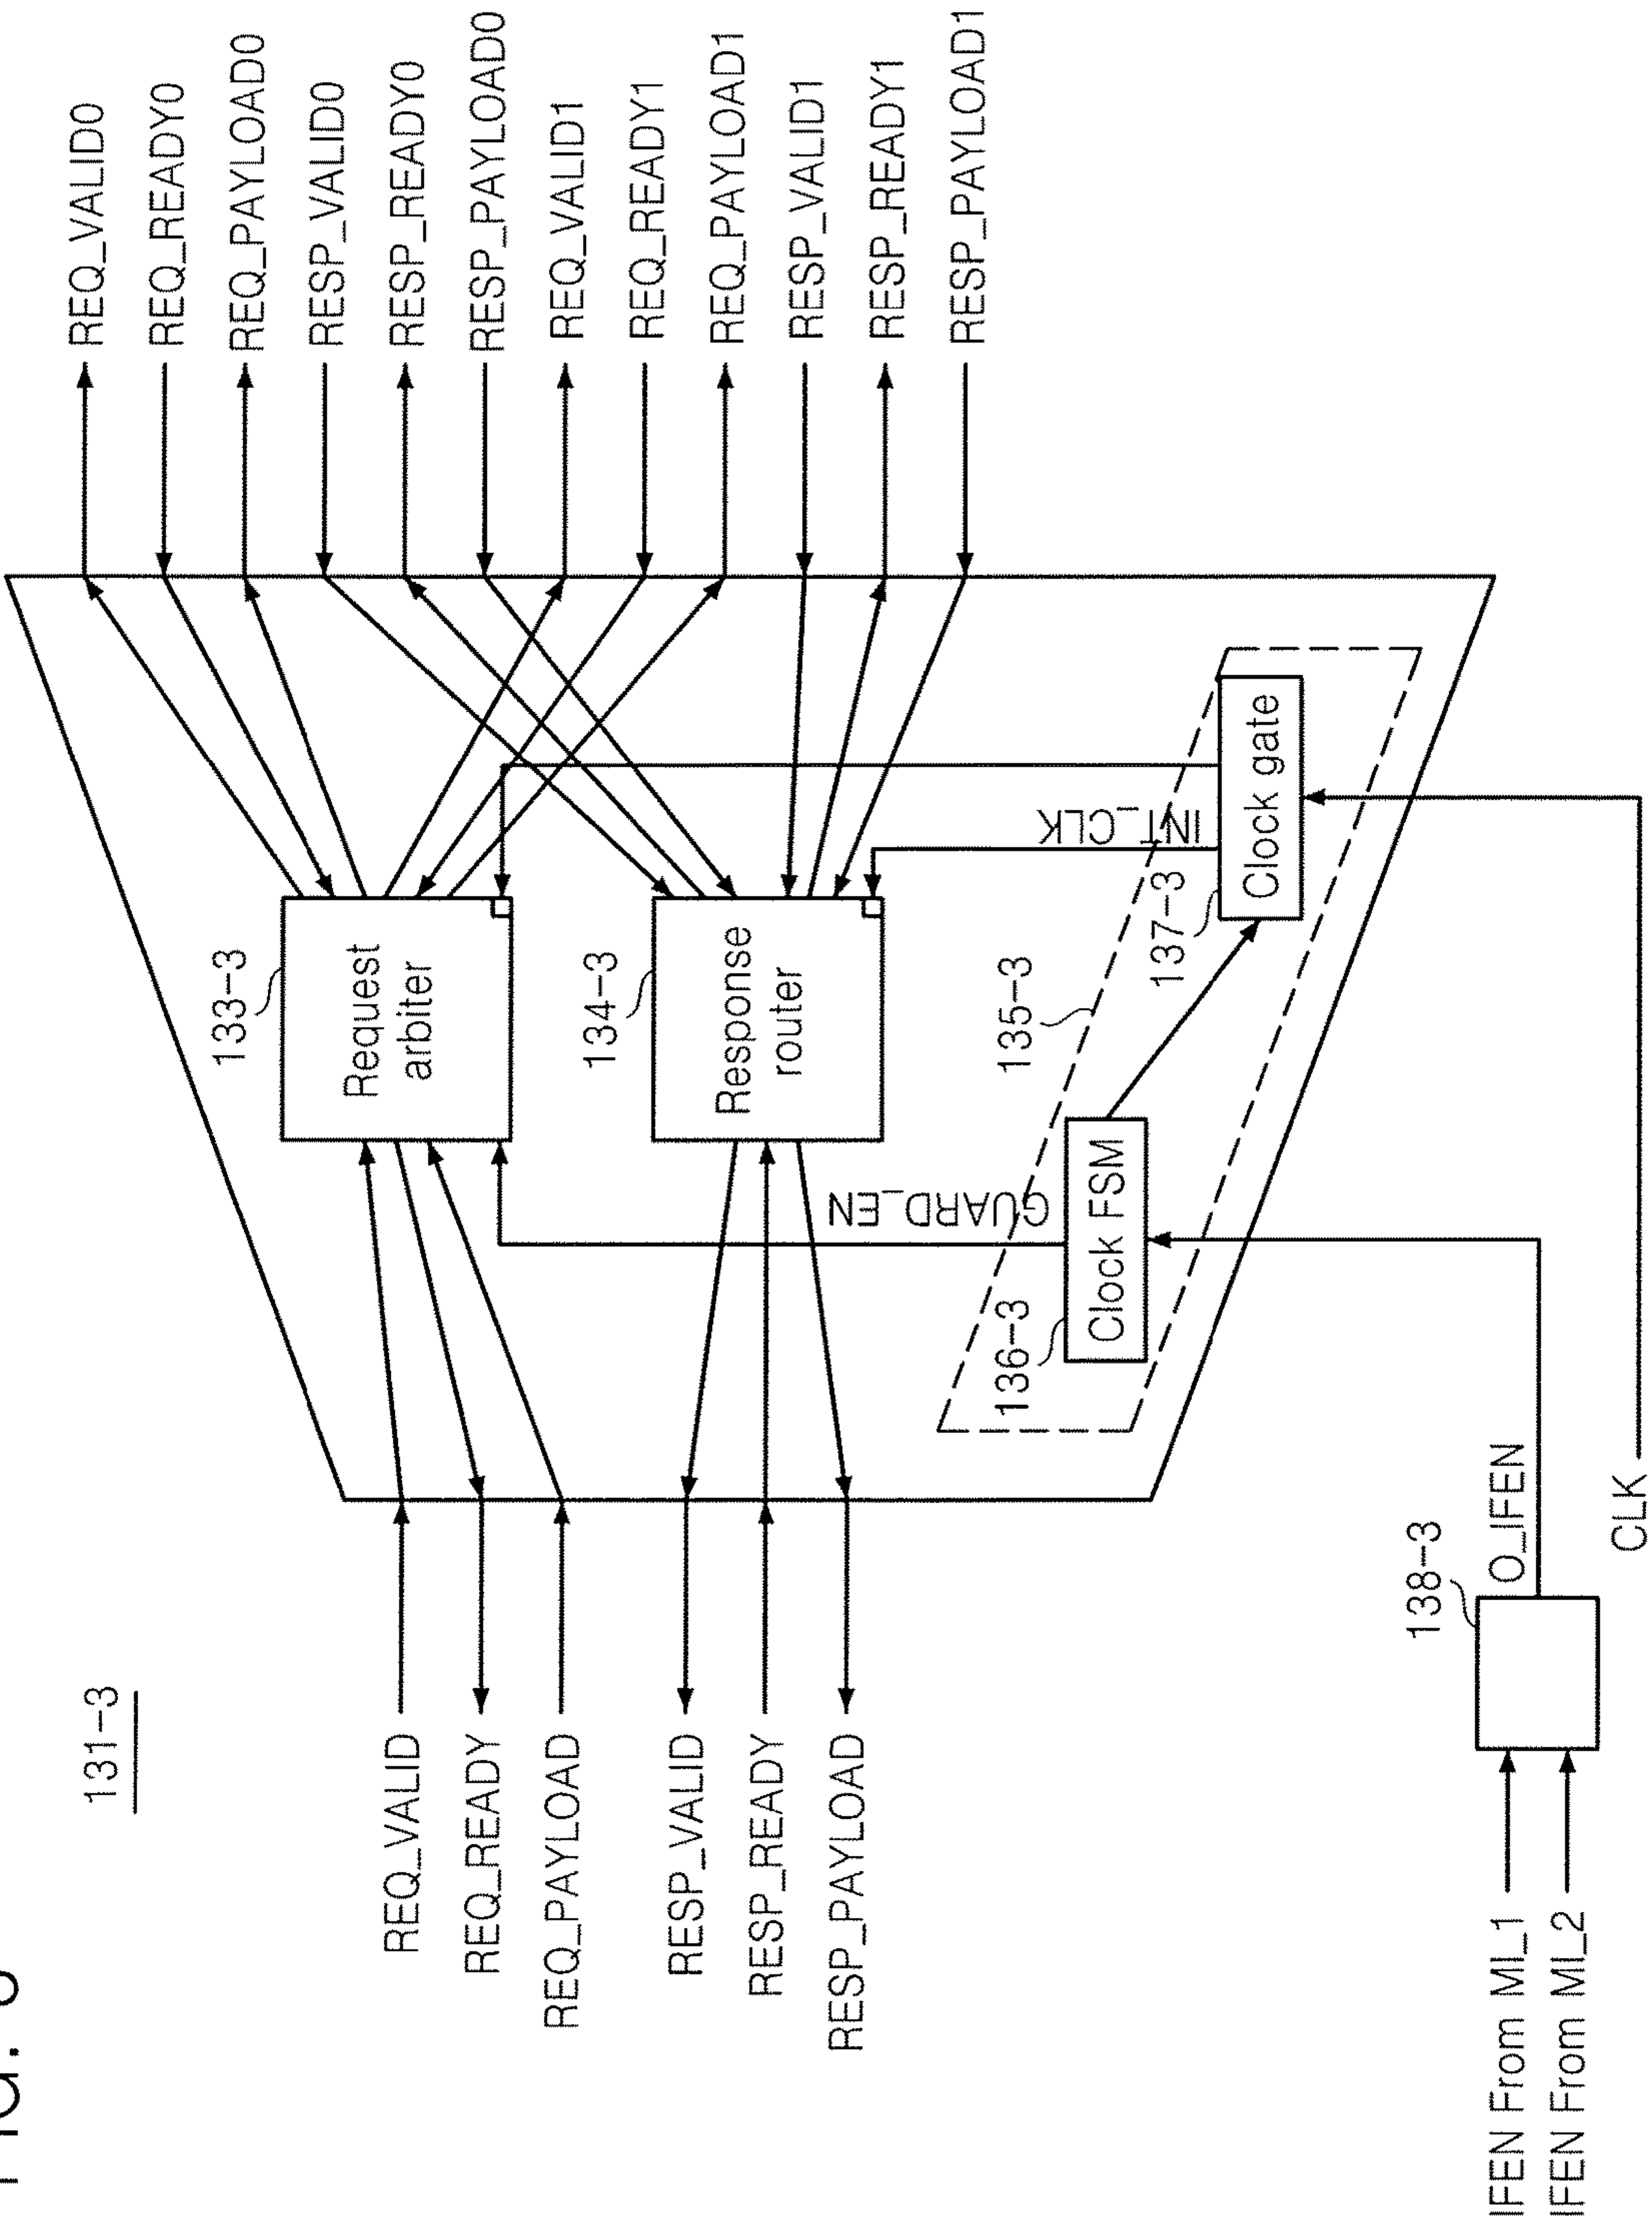 131-3
REQ_VALID
REQ_READY
REQ_PAYLOAD
RESP_VALID
RESP_READY
RESP_PAYLOAD
IFEN From MI_1
IFEN From MI_2
138-3
O_IFEN
CLK
133-3
Request
arbiter
134-3
Response
router
135-3
136-3
Clock FSM
GUARD_EN
137-3
Clock gate
INT_CLK
REQ_VALID0
REQ_READY0
REQ_PAYLOAD0
RESP_VALID0
RESP_READY0
RESP_PAYLOAD0
REQ_VALID1
REQ_READY1
REQ_PAYLOAD1
RESP_VALID1
RESP_READY1
RESP_PAYLOAD1